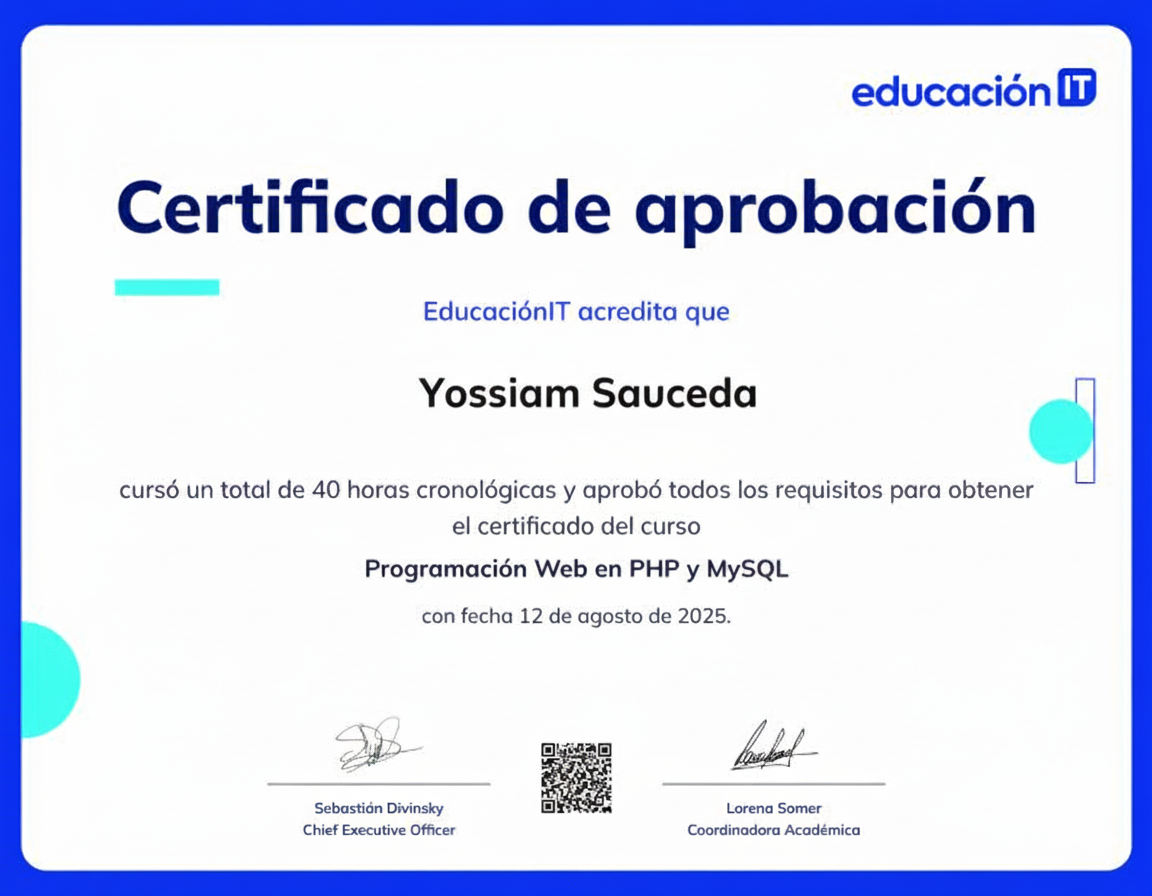 educación IT
Certificado de aprobación
EducaciónIT acredita que
Yossiam Sauceda
cursó un total de 40 horas cronológicas y aprobó todos los requisitos para obtener
el certificado del curso
Programación Web en PHP y MySQL
con fecha 12 de agosto de 2025.
Sebastián Divinsky
Chief Executive Officer
Lorena Somer
Coordinadora Académica